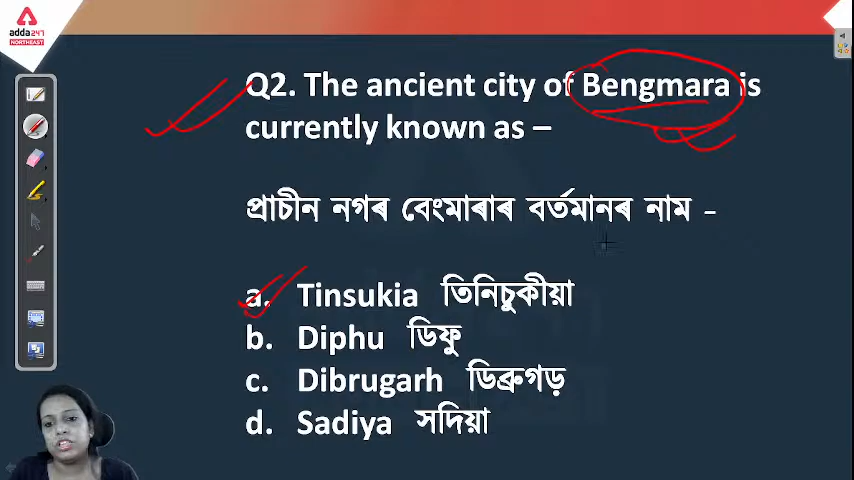 adda247
NORTHEAST
Q2. The ancient city of Bengmara is
currently known as –
প্ৰাচীন নগৰ বেংমাৰাৰ বৰ্তমানৰ নাম -
a. Tinsukia তিনিচুকীয়া
b. Diphu ডিফু
c. Dibrugarh ডিব্ৰুগড়
d. Sadiya সদিয়া